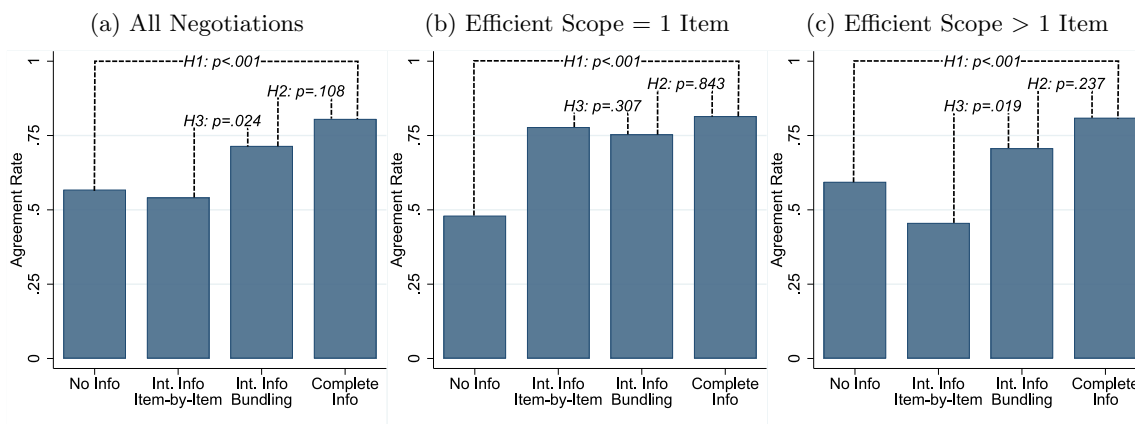 (a) All Negotiations
(b) Efficient Scope = 1 Item
(c) Efficient Scope > 1 Item
Agreement Rate
1
.75
.5
.25
0
H1: p<.001
H2: p=.108
H3: p=.024
No Info
Int. Info
Item-by-Item
Int. Info
Bundling
Complete
Info
Agreement Rate
1
.75
.5
.25
0
H1: p<.001
H2: p=.843
H3: p=.307
No Info
Int. Info
Item-by-Item
Int. Info
Bundling
Complete
Info
Agreement Rate
1
.75
.5
.25
0
H1: p<.001
H2: p=.237
H3: p=.019
No Info
Int. Info
Item-by-Item
Int. Info
Bundling
Complete
Info